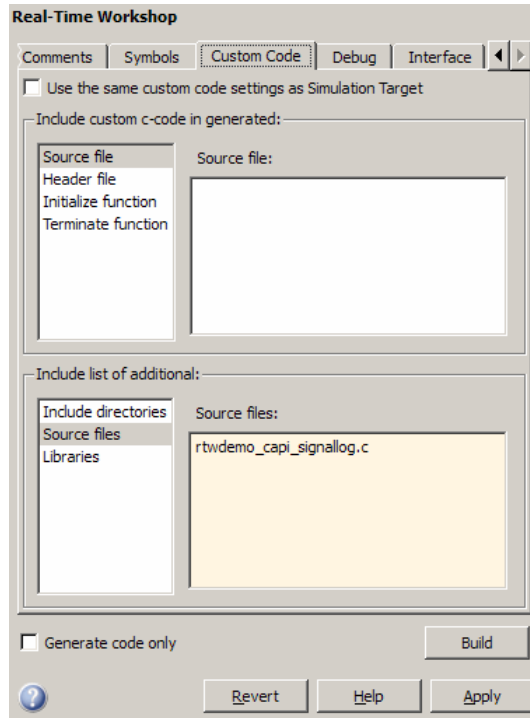 Real-Time Workshop
Comments Symbols Custom Code Debug Interface
Use the same custom code settings as Simulation Target
Include custom c-code in generated:
Source file
Header file
Initialize function
Terminate function
Source file:
Include list of additional:
Include directories
Source files
Libraries
Source files:
rtwdemo_capi_signallog.c
Generate code only
Build
?
Revert Help Apply